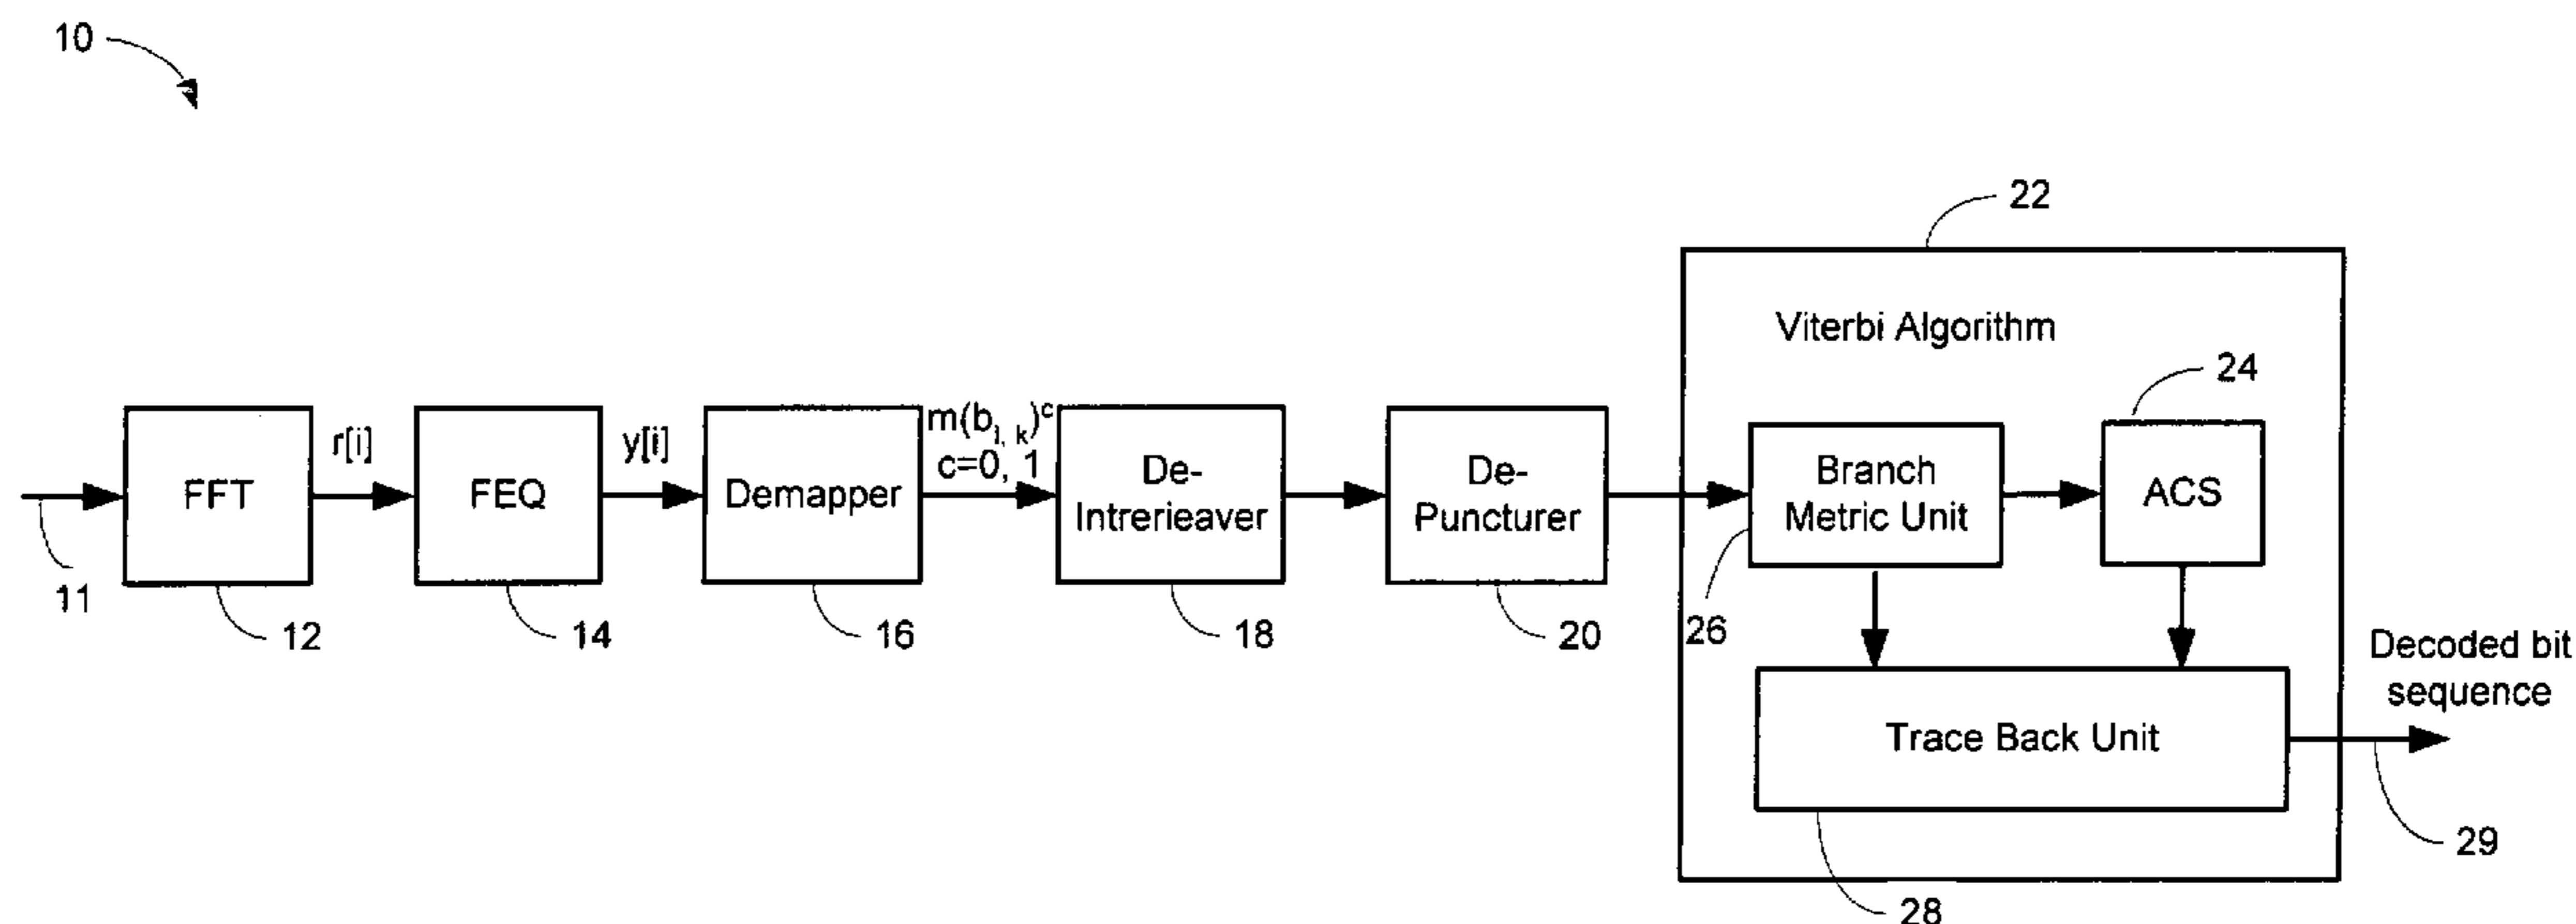 10
22
Viterbi Algorithm
24
r[i]
y[i]
m(b_{i, k})^c
c=0, 1
FFT
FEQ
Demapper
De-
Intrerieaver
De-
Puncturer
Branch
Metric Unit
ACS
11
12
14
16
18
20
26
Decoded bit
sequence
Trace Back Unit
29
28